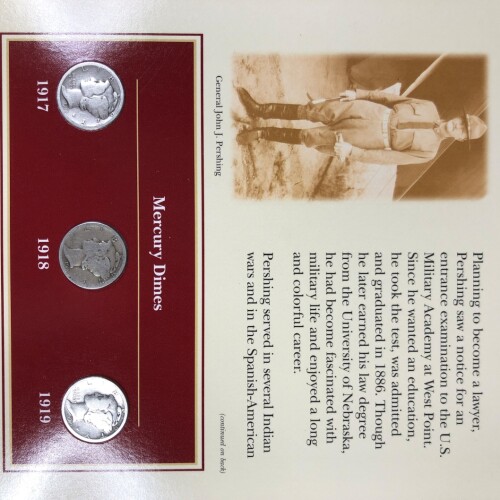 General John J. Pershing
Planning to become a lawyer,
Pershing saw a notice for an
entrance examination to the U.S.
Military Academy at West Point.
Since he wanted an education,
he took the test, was admitted
and graduated in 1886. Though
he later earned his law degree
from the University of Nebraska,
he had become fascinated with
military life and enjoyed a long
and colorful career.
Pershing served in several Indian
wars and in the Spanish-American
(continued on back)
Mercury Dimes
1917
1918
1919